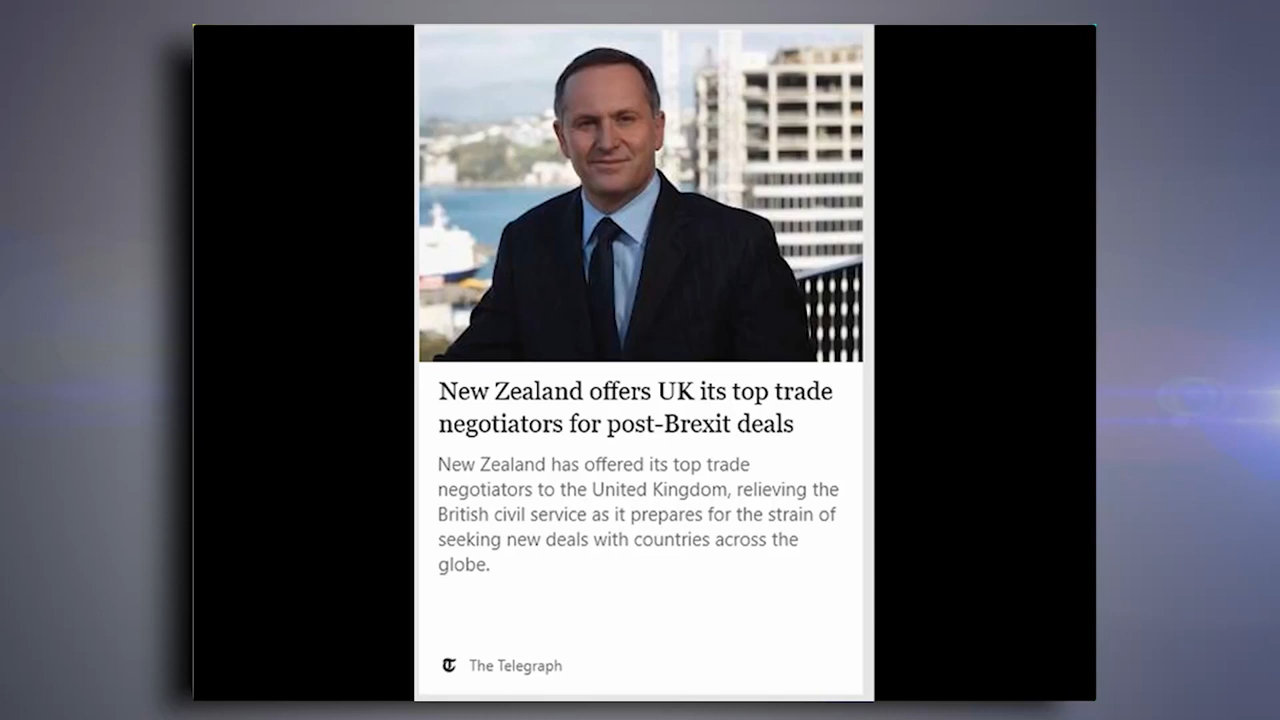 New Zealand offers UK its top trade
negotiators for post-Brexit deals
New Zealand has offered its top trade
negotiators to the United Kingdom, relieving the
British civil service as it prepares for the strain of
seeking new deals with countries across the
globe.
The Telegraph